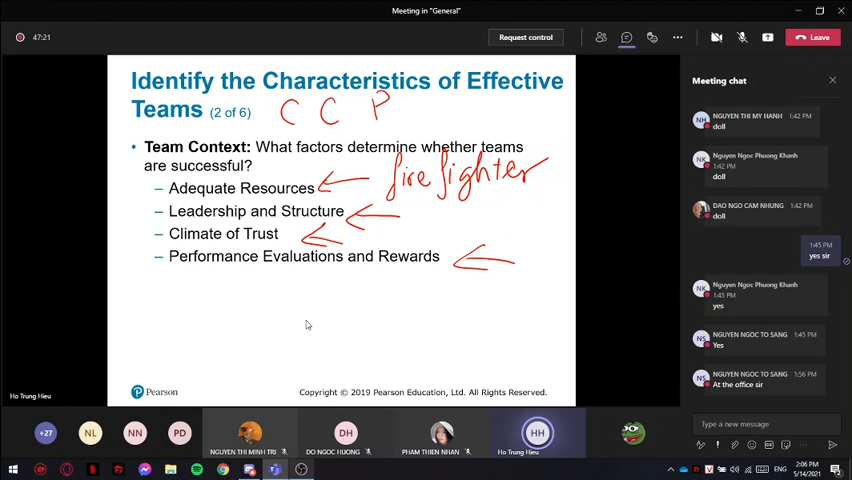 Meeting in "General"
47:21
Request control
Leave
Identify the Characteristics of Effective
Teams (2 of 6)
C C P
• Team Context: What factors determine whether teams
are successful?
firefighter
– Adequate Resources
– Leadership and Structure
– Climate of Trust
– Performance Evaluations and Rewards
Pearson
Copyright © 2019 Pearson Education, Ltd. All Rights Reserved.
Ho Trung Hieu
Meeting chat
NH
NGUYEN THI MY HANH 1:42 PM
doll
NK
Nguyen Ngoc Phuong Khanh
1:42 PM
doll
DAO NGO CAM NHUNG 1:42 PM
doll
1:45 PM
yes sir
NK
Nguyen Ngoc Phuong Khanh
1:45 PM
yes
NS
NGUYEN NGOC TO SANG 1:45 PM
Yes
NS
NGUYEN NGOC TO SANG 1:56 PM
At the office sir
Type a new message
+27
NL
NN
PD
NGUYEN THI MINH TRI
DH
DO NGOC HUONG
PHAM THIEN NHAN
HH
Ho Trung Hieu
V
ENG
2:06 PM
5/14/2021